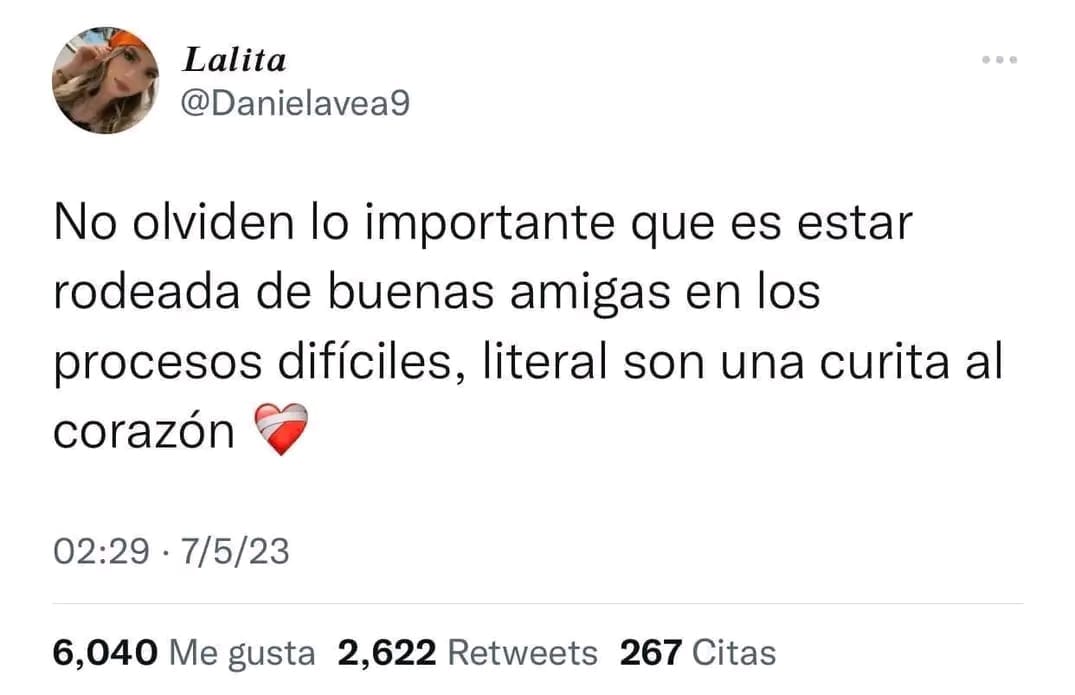 Lalita
@Danielavea9
No olviden lo importante que es estar
rodeada de buenas amigas en los
procesos difíciles, literal son una curita al
corazón ❤️‍🩹
02:29 · 7/5/23
6,040 Me gusta 2,622 Retweets 267 Citas